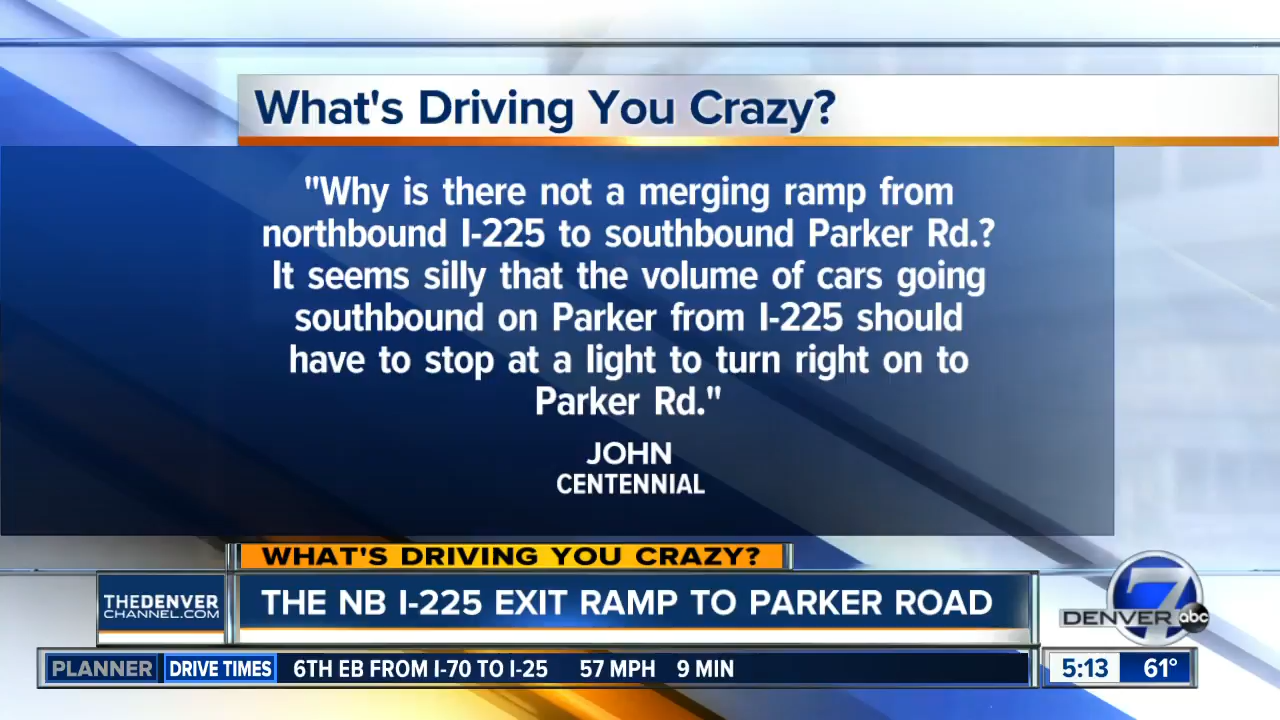 What's Driving You Crazy?
"Why is there not a merging ramp from
northbound I-225 to southbound Parker Rd.?
It seems silly that the volume of cars going
southbound on Parker from I-225 should
have to stop at a light to turn right on to
Parker Rd."
JOHN
CENTENNIAL
WHAT'S DRIVING YOU CRAZY?
THEDENVER
CHANNEL.COM
THE NB I-225 EXIT RAMP TO PARKER ROAD
DENVER 7 abc
PLANNER DRIVE TIMES 6TH EB FROM I-70 TO I-25 57 MPH 9 MIN
5:13 61°